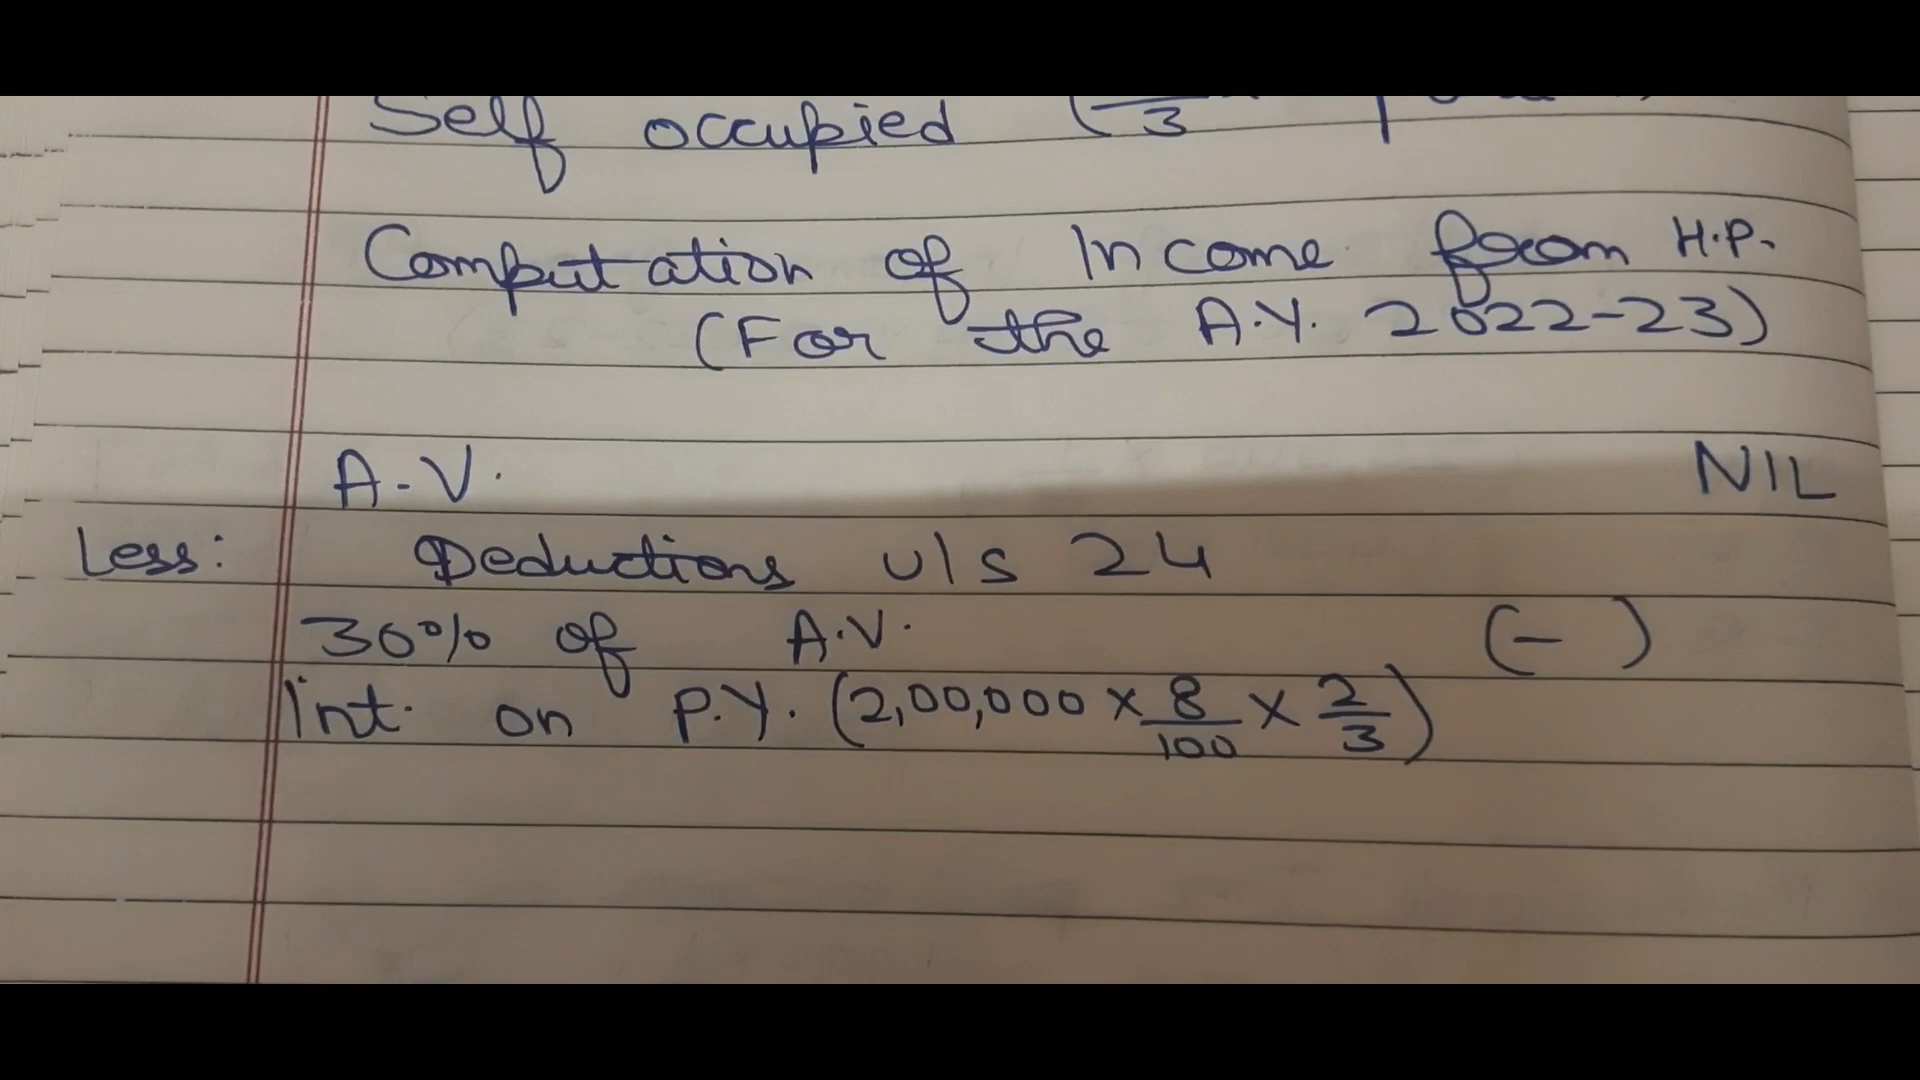 Self occupied ( 3
Computation of Income from H.P.
(For the A.Y. 2022-23)
A.V. NIL
Less: Deductions u/s 24
30% of A.V. (-)
Int. on P.Y. (2,00,000 × 8/100 × 2/3)